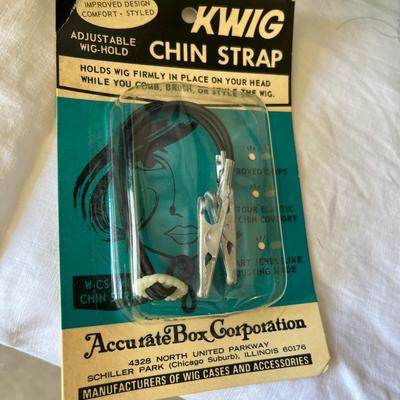 IMPROVED DESIGN
COMFORT - STYLED
KWIG
ADJUSTABLE
WIG-HOLD
CHIN STRAP
HOLDS WIG FIRMLY IN PLACE ON YOUR HEAD
WHILE YOU COMB, BRUSH, OR STYLE THE WIG.
CHIN COMFORT
W-CS
CHIN
Accurate Box Corporation
4328 NORTH UNITED PARKWAY
SCHILLER PARK (Chicago Suburb), ILLINOIS 60176
MANUFACTURERS OF WIG CASES AND ACCESSORIES